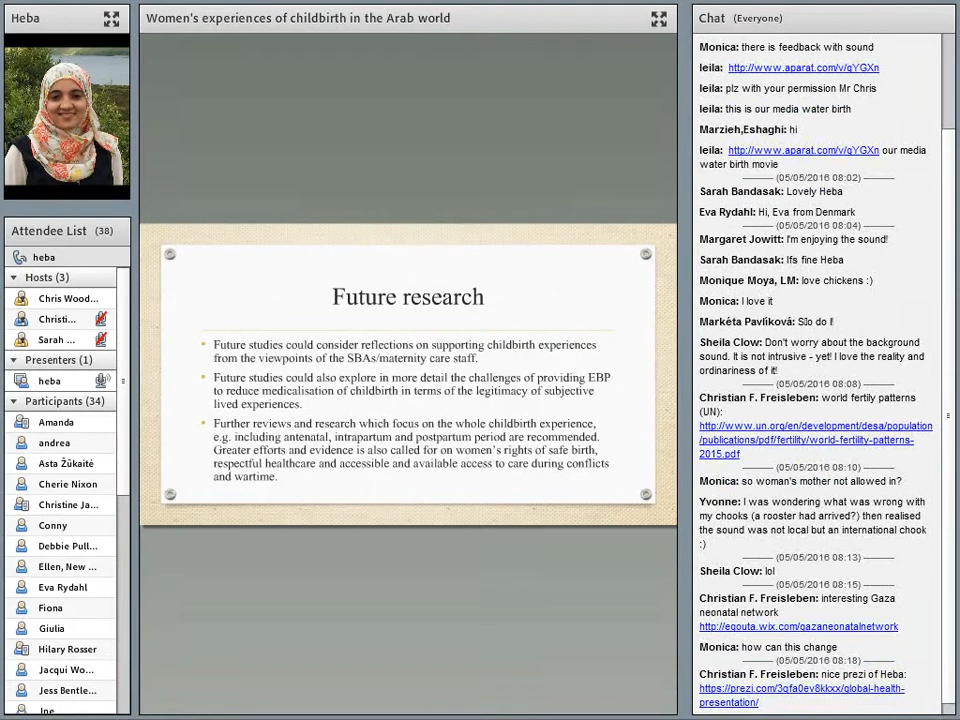 Heba
Women's experiences of childbirth in the Arab world
Chat (Everyone)
Attendee List (38)
heba
Hosts (3)
Chris Wood...
Christi...
Sarah ...
Presenters (1)
heba
Participants (34)
Amanda
andrea
Asta Žūkaitė
Cherie Nixon
Christine Ja...
Conny
Debbie Pull...
Ellen, New ...
Eva Rydahl
Fiona
Giulia
Hilary Rosser
Jacqui Wo...
Jess Bentle...
Future research
• Future studies could consider reflections on supporting childbirth experiences
from the viewpoints of the SBAs/maternity care staff.
• Future studies could also explore in more detail the challenges of providing EBP
to reduce medicalisation of childbirth in terms of the legitimacy of subjective
lived experiences.
• Further reviews and research which focus on the whole childbirth experience,
e.g. including antenatal, intrapartum and postpartum period are recommended.
Greater efforts and evidence is also called for on women's rights of safe birth,
respectful healthcare and accessible and available access to care during conflicts
and wartime.
Monica: there is feedback with sound
leila: http://www.aparat.com/v/qYGXn
leila: plz with your permission Mr Chris
leila: this is our media water birth
Marzieh,Eshaghi: hi
leila: http://www.aparat.com/v/qYGXn our media
water birth movie
(05/05/2016 08:02)
Sarah Bandasak: Lovely Heba
Eva Rydahl: Hi, Eva from Denmark
(05/05/2016 08:04)
Margaret Jowitt: I'm enjoying the sound!
Sarah Bandasak: Ifs fine Heba
Monique Moya, LM: love chickens :)
Monica: I love it
Markéta Pavlíková: do I!
Sheila Clow: Don't worry about the background
sound. It is not intrusive - yet! I love the reality and
ordinariness of it!
(05/05/2016 08:08)
Christian F. Freisleben: world fertily patterns
(UN):
http://www.un.org/en/development/desa/population
/publications/pdf/fertility/world-fertility-patterns-
2015.pdf
(05/05/2016 08:10)
Monica: so woman's mother not allowed in?
Yvonne: I was wondering what was wrong with
my chooks (a rooster had arrived?) then realised
the sound was not local but an international chook
:)
(05/05/2016 08:13)
Sheila Clow: lol
(05/05/2016 08:15)
Christian F. Freisleben: interesting Gaza
neonatal network
http://eqouta.wix.com/gazaneonatalnetwork
Monica: how can this change
(05/05/2016 08:18)
Christian F. Freisleben: nice prezi of Heba:
https://prezi.com/3gfa0ev8kkxx/global-health-
presentation/